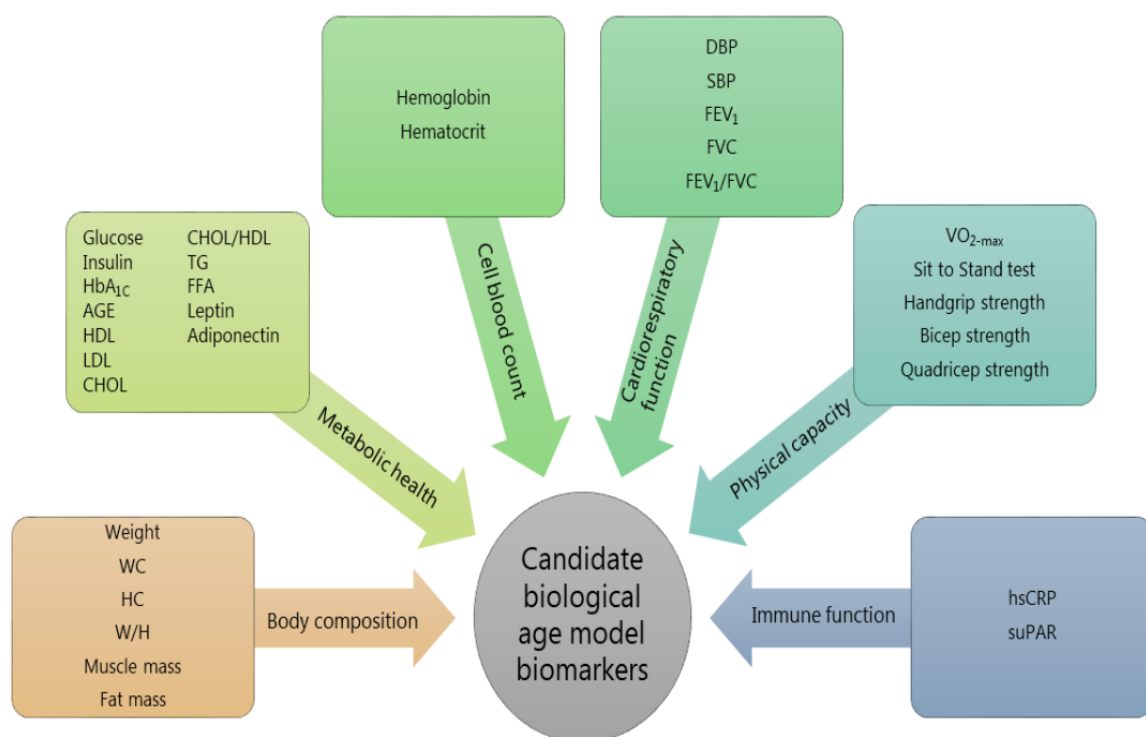 Hemoglobin
Hematocrit
Cell blood count
DBP
SBP
FEV₁
FVC
FEV₁/FVC
Cardiorespiratory
function
Glucose
Insulin
HbA₁C
AGE
HDL
LDL
CHOL
CHOL/HDL
TG
FFA
Leptin
Adiponectin
Metabolic health
VO₂₋max
Sit to Stand test
Handgrip strength
Bicep strength
Quadricep strength
Physical capacity
Weight
WC
HC
W/H
Muscle mass
Fat mass
Body composition
Candidate
biological
age model
biomarkers
Immune function
hsCRP
suPAR